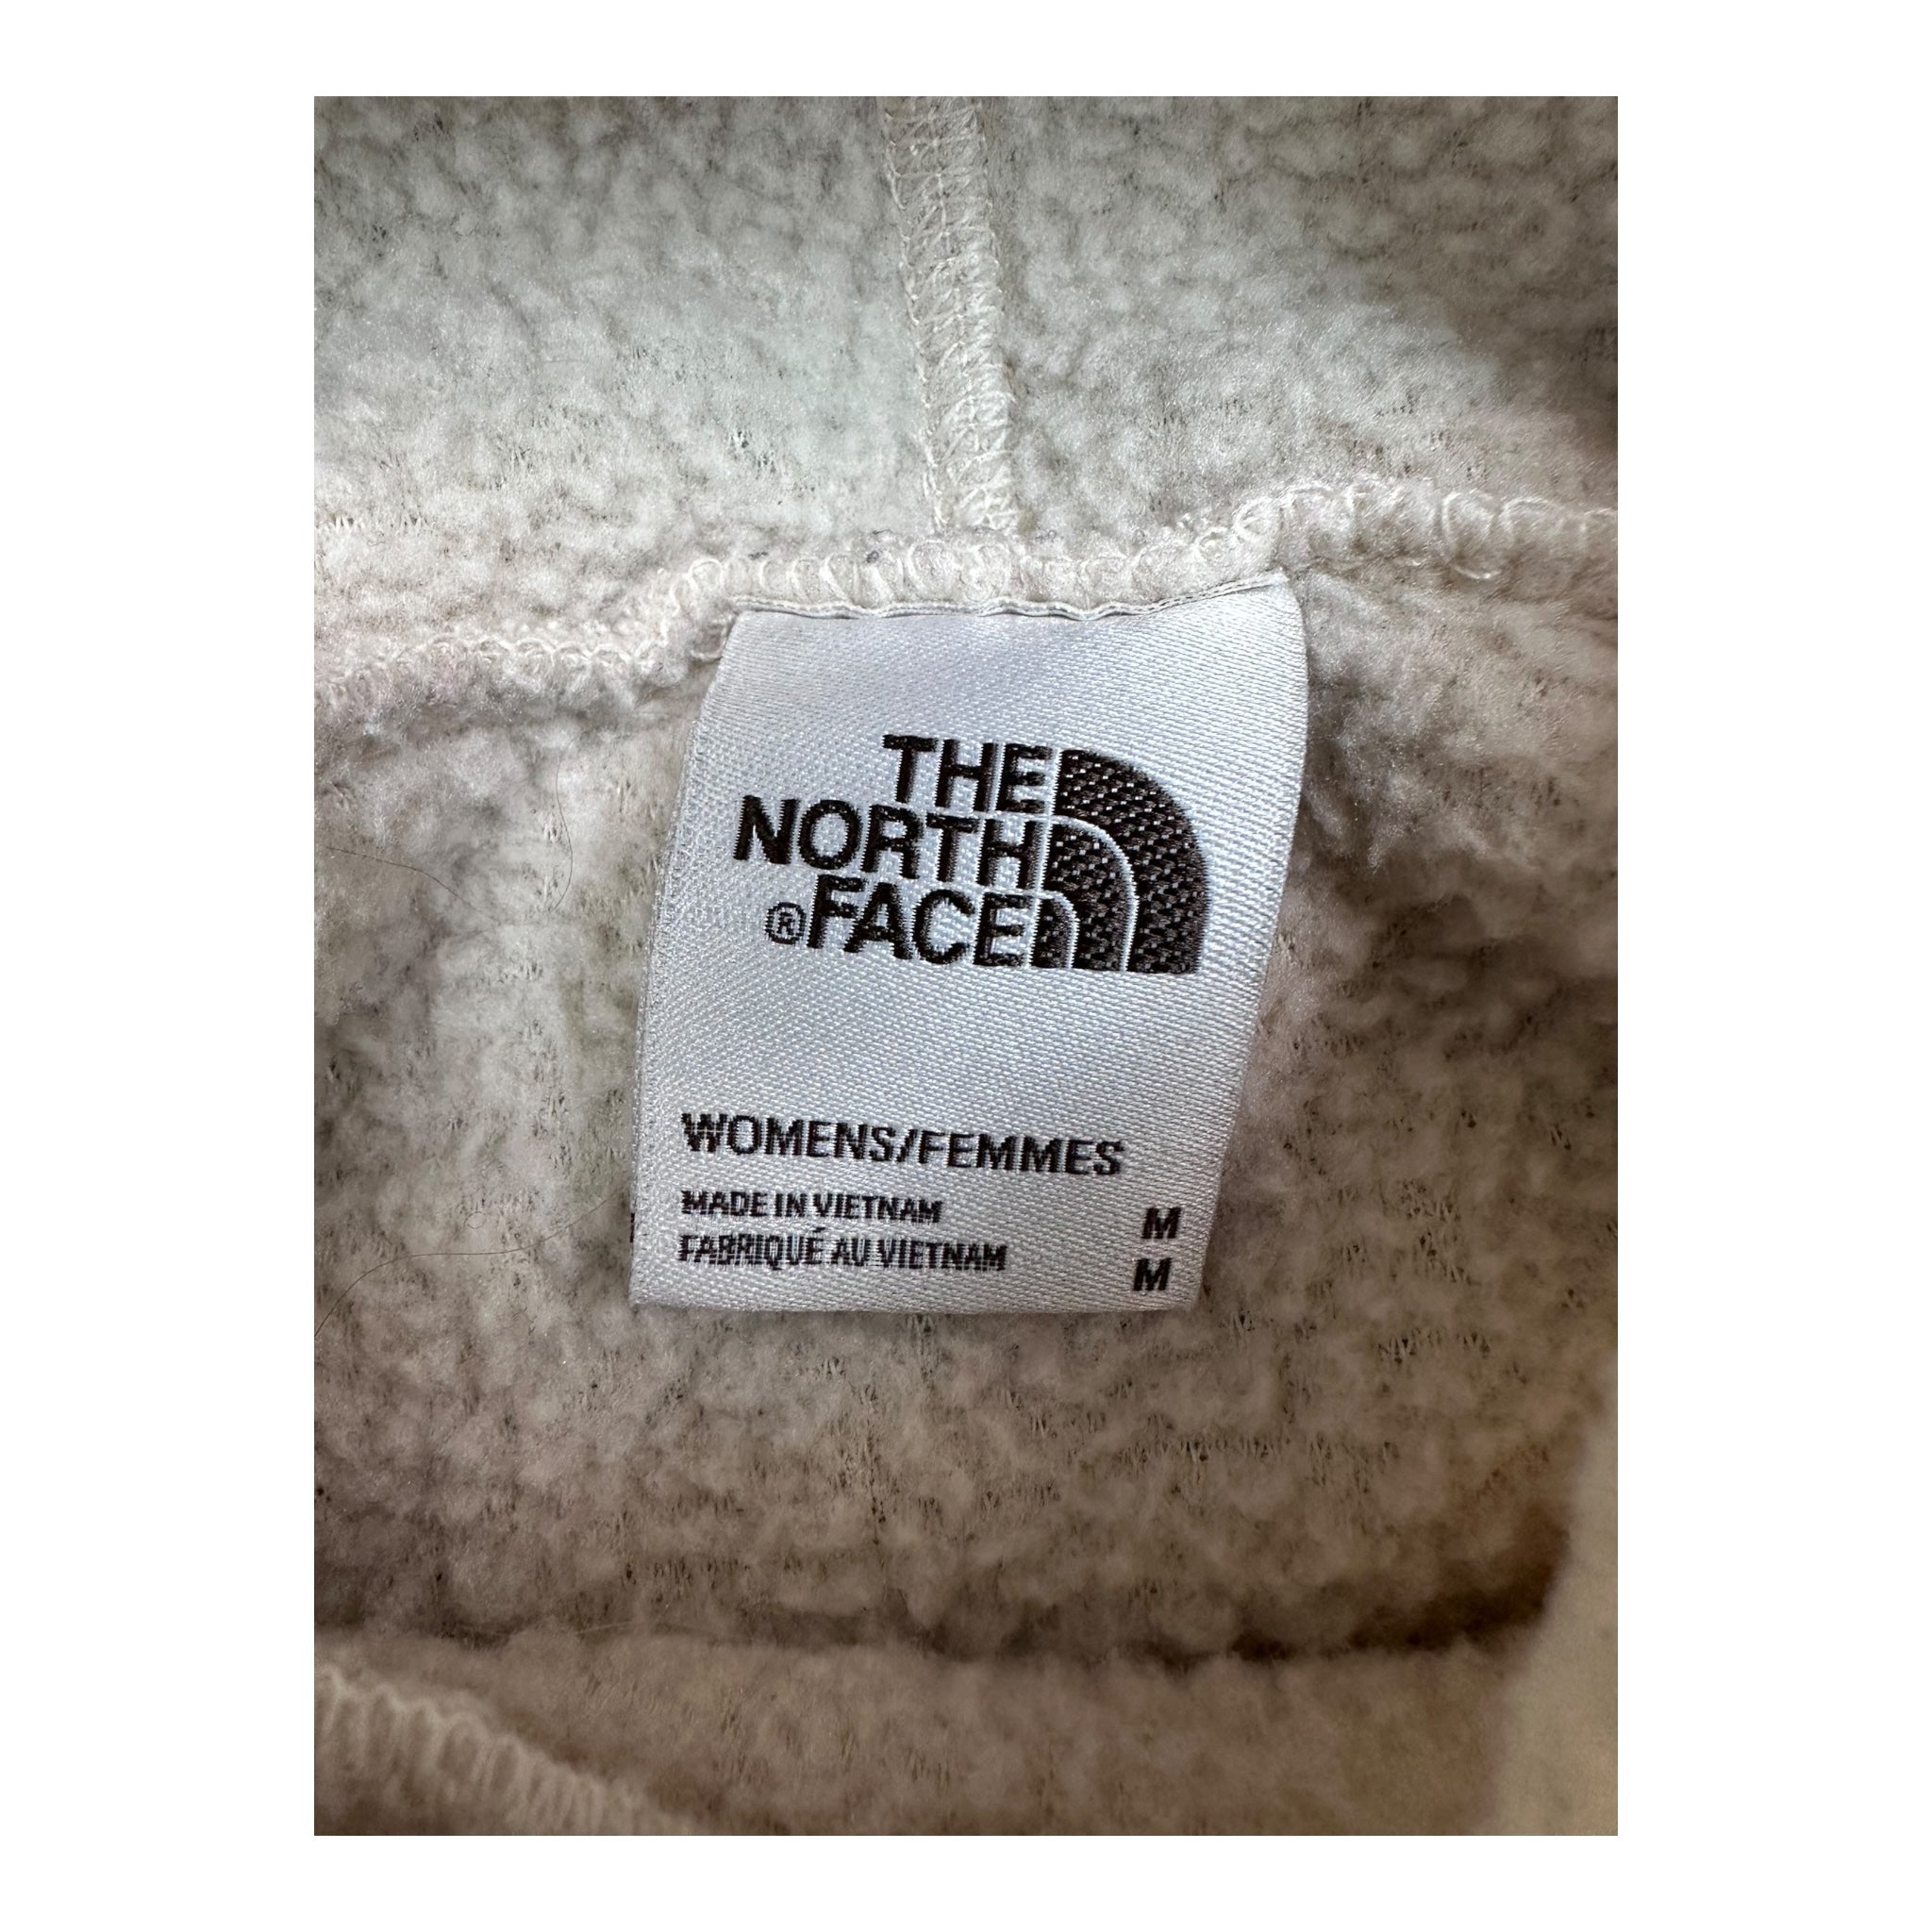 THE
NORTH
®FACE
WOMENS/FEMMES
MADE IN VIETNAM M
FABRIQUÉ AU VIETNAM M